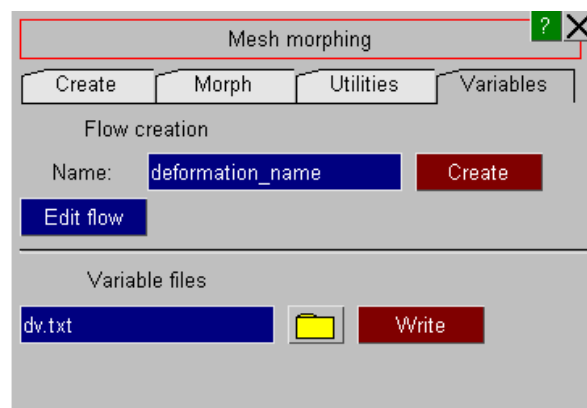 Mesh morphing ?
Create Morph Utilities Variables
Flow creation
Name: deformation_name Create
Edit flow
Variable files
dv.txt Write